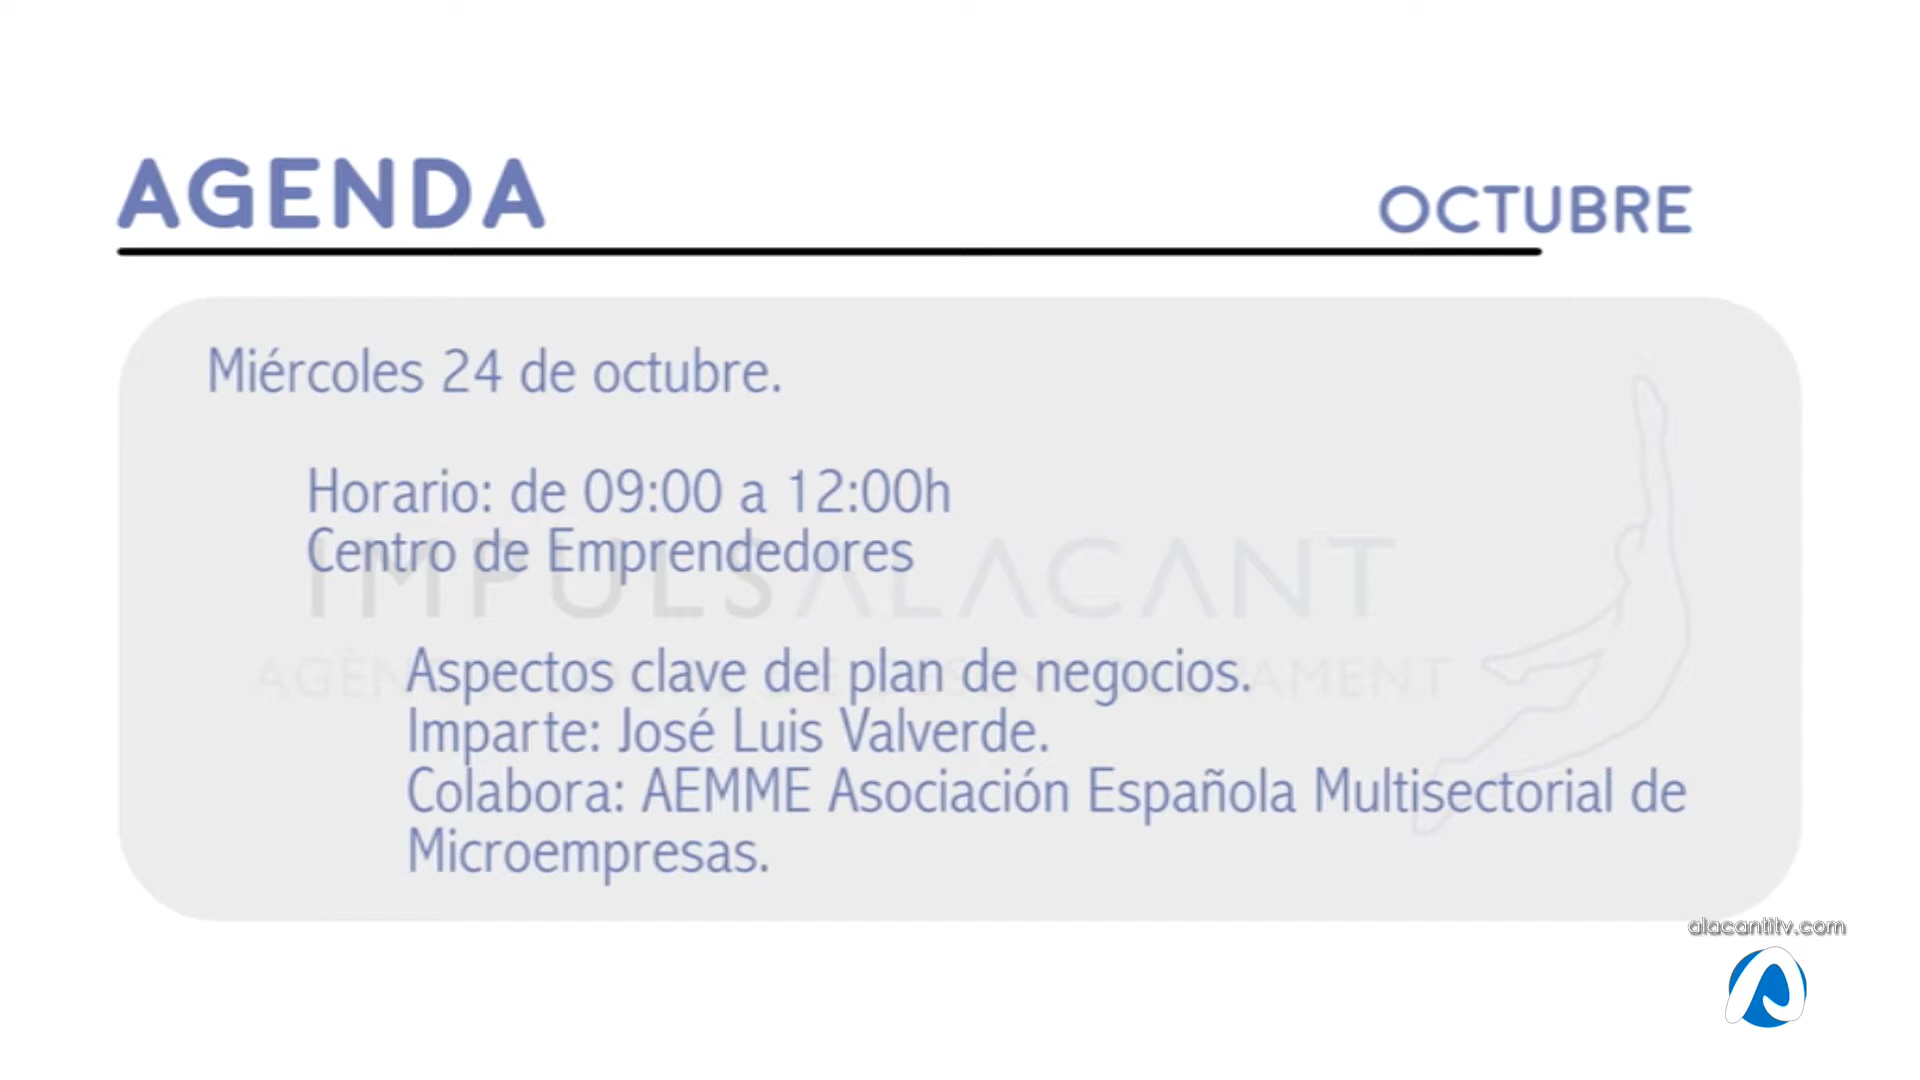 AGENDA
OCTUBRE
Miércoles 24 de octubre.
Horario: de 09:00 a 12:00h
Centro de Emprendedores
IMPULSALACANT
Aspectos clave del plan de negocios.
Imparte: José Luis Valverde.
Colabora: AEMME Asociación Española Multisectorial de
Microempresas.
alacantitv.com